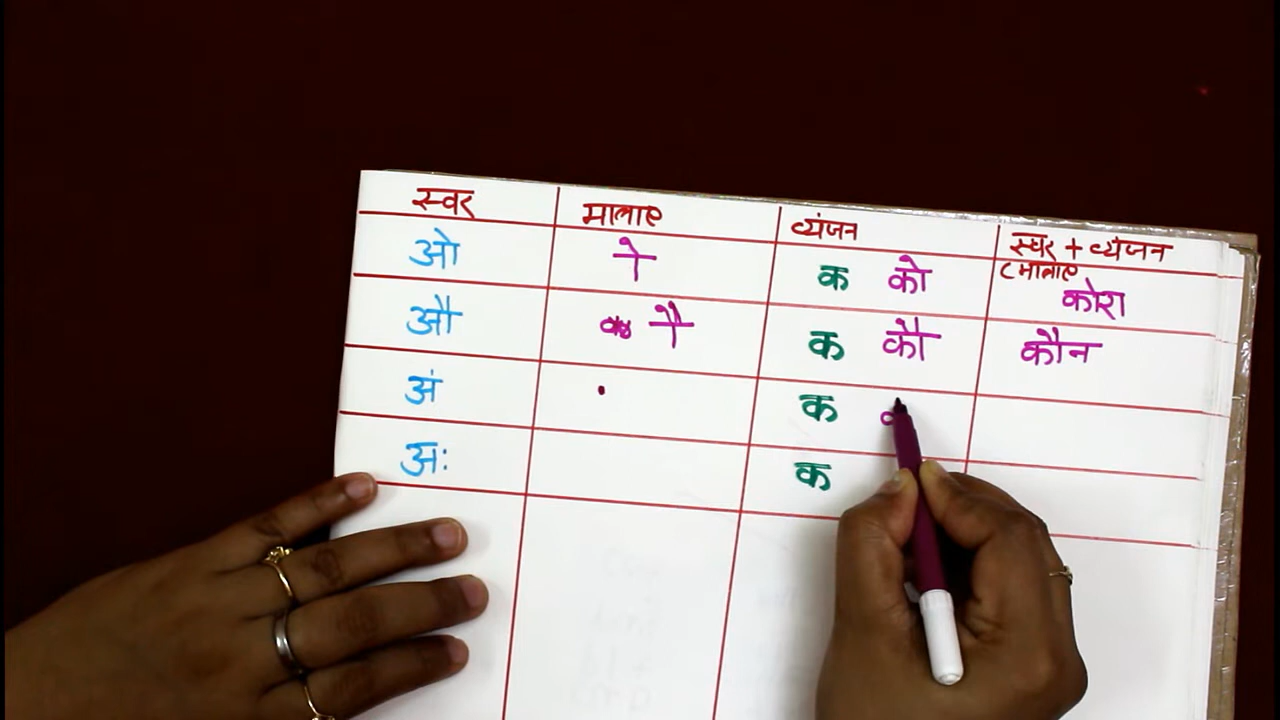 स्वर मात्राए व्यंजन स्वर + व्यंजन
(मात्राए
ओ ो क को कोरा
औ ौ क कौ कौन
अं ं क
अः क